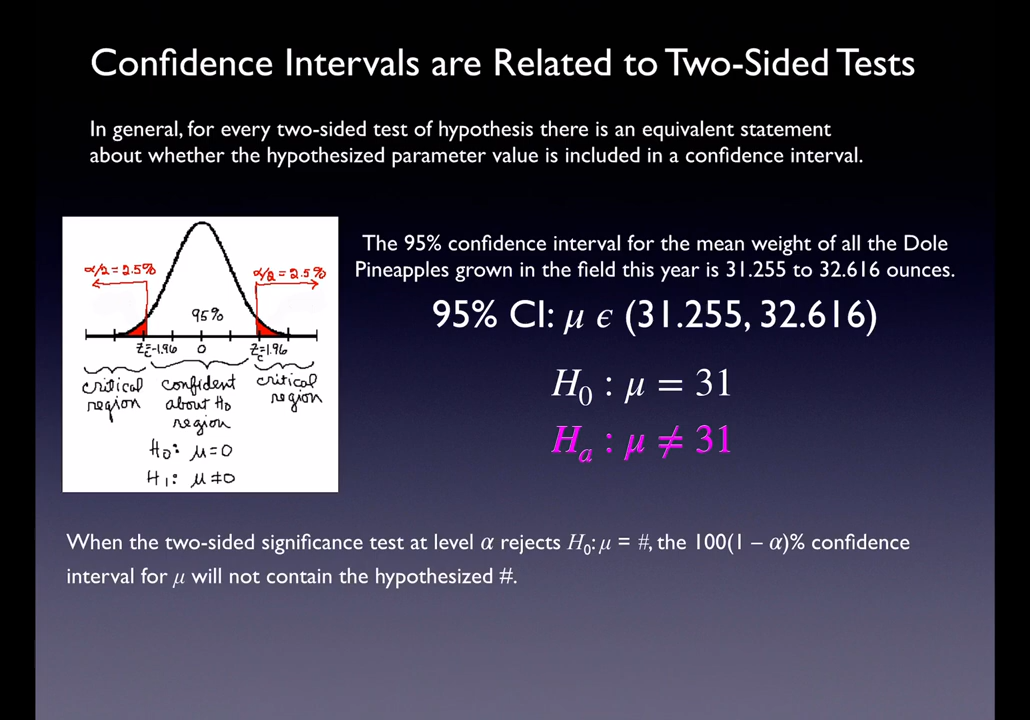 Confidence Intervals are Related to Two-Sided Tests
In general, for every two-sided test of hypothesis there is an equivalent statement
about whether the hypothesized parameter value is included in a confidence interval.
α/2 = 2.5%
α/2 = 2.5%
95%
Zc=-1.96 0 Zc=1.96
critical region
confident about H₀ region
critical region
H₀: μ=0
H₁: μ≠0
The 95% confidence interval for the mean weight of all the Dole
Pineapples grown in the field this year is 31.255 to 32.616 ounces.
95% CI: μ ϵ (31.255, 32.616)
H₀ : μ = 31
Hₐ : μ ≠ 31
When the two-sided significance test at level α rejects H₀: μ = #, the 100(1 – α)% confidence
interval for μ will not contain the hypothesized #.